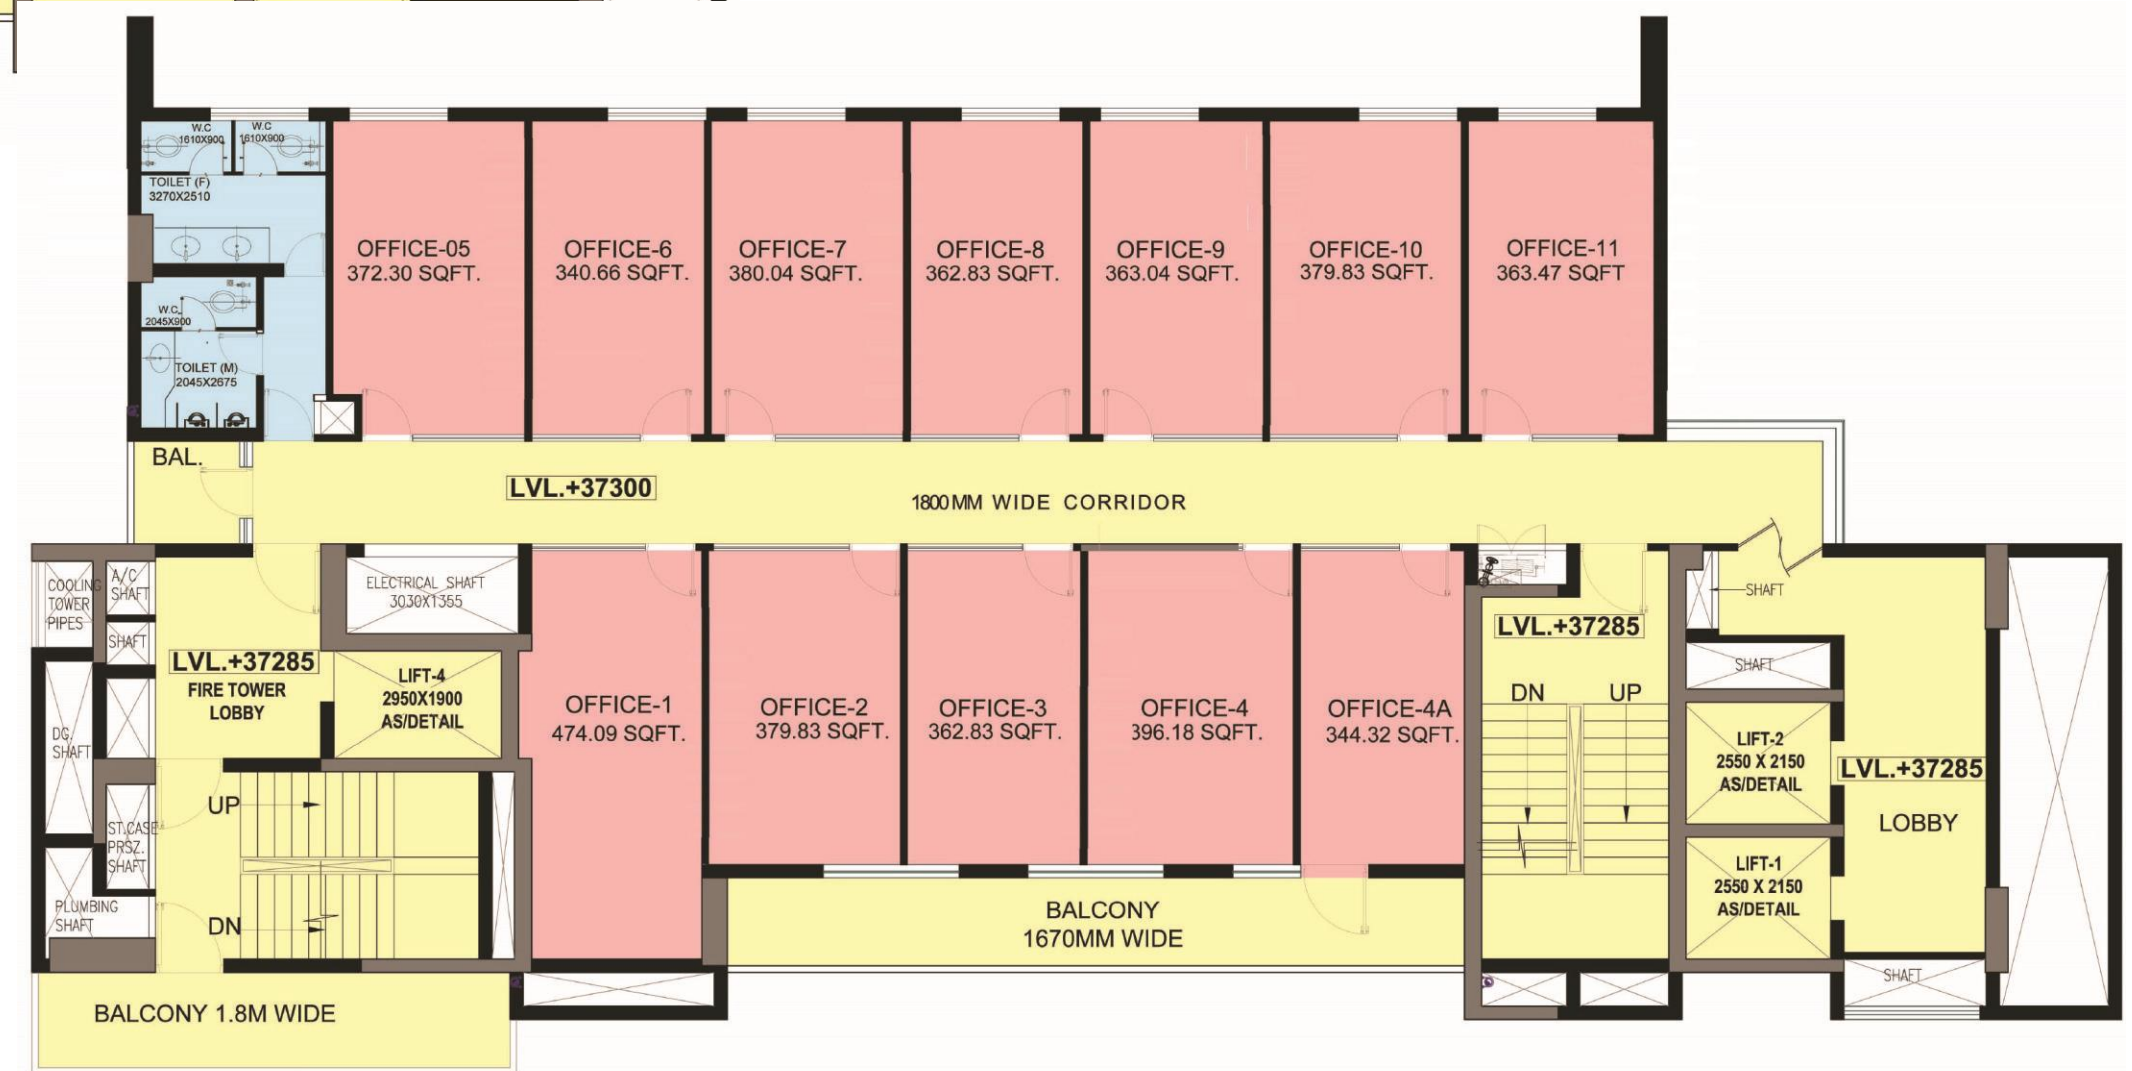 W.C
1610X900
W.C
1610X900
TOILET (F)
3270X2510
W.C.
2045X900
TOILET (M)
2045X2675
OFFICE-05
372.30 SQFT.
OFFICE-6
340.66 SQFT.
OFFICE-7
380.04 SQFT.
OFFICE-8
362.83 SQFT.
OFFICE-9
363.04 SQFT.
OFFICE-10
379.83 SQFT.
OFFICE-11
363.47 SQFT
BAL.
LVL.+37300
1800MM WIDE CORRIDOR
COOLING
TOWER
PIPES
A/C
SHAFT
SHAFT
DG.
SHAFT
ST.CASE
PRSZ.
SHAFT
PLUMBING
SHAFT
LVL.+37285
FIRE TOWER
LOBBY
ELECTRICAL SHAFT
3030X1355
LIFT-4
2950X1900
AS/DETAIL
UP
DN
OFFICE-1
474.09 SQFT.
OFFICE-2
379.83 SQFT.
OFFICE-3
362.83 SQFT.
OFFICE-4
396.18 SQFT.
OFFICE-4A
344.32 SQFT.
LVL.+37285
DN
UP
SHAFT
SHAFT
LIFT-2
2550 X 2150
AS/DETAIL
LIFT-1
2550 X 2150
AS/DETAIL
LVL.+37285
LOBBY
SHAFT
BALCONY
1670MM WIDE
BALCONY 1.8M WIDE